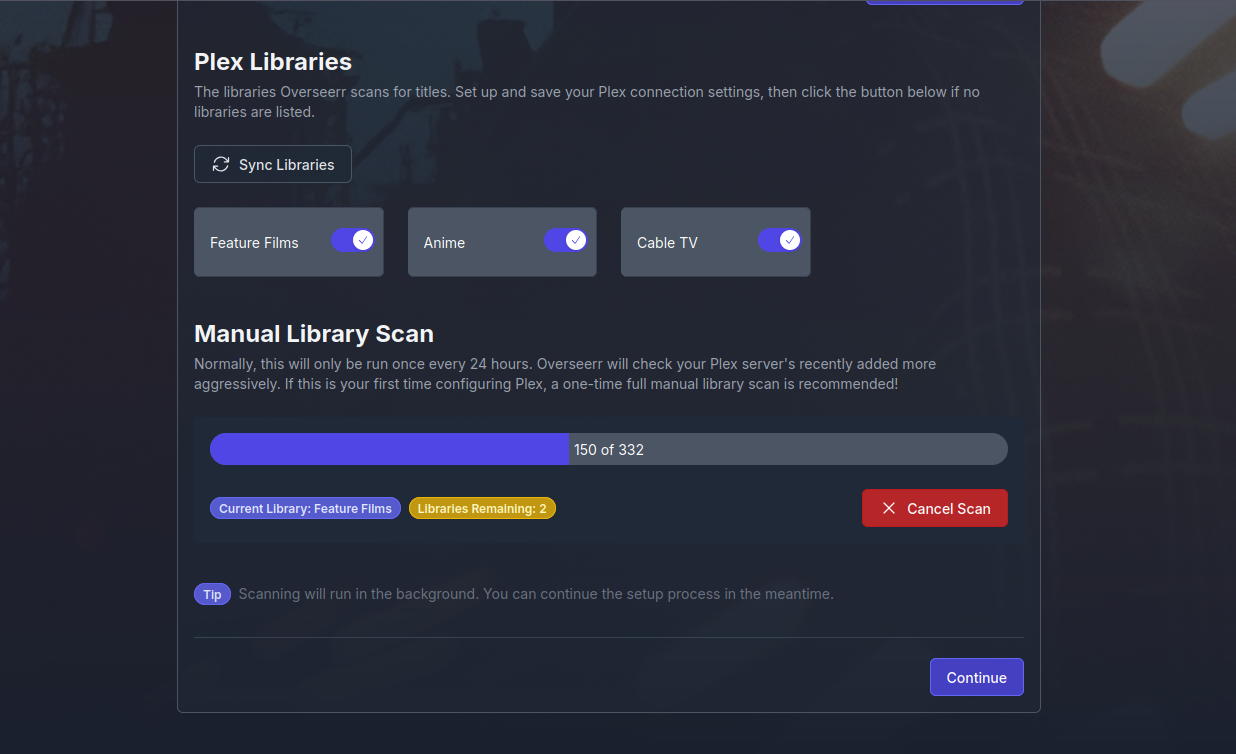 Plex Libraries
The libraries Overseerr scans for titles. Set up and save your Plex connection settings, then click the button below if no
libraries are listed.
Sync Libraries
Feature Films
Anime
Cable TV
Manual Library Scan
Normally, this will only be run once every 24 hours. Overseerr will check your Plex server's recently added more
aggressively. If this is your first time configuring Plex, a one-time full manual library scan is recommended!
150 of 332
Current Library: Feature Films
Libraries Remaining: 2
Cancel Scan
Tip
Scanning will run in the background. You can continue the setup process in the meantime.
Continue